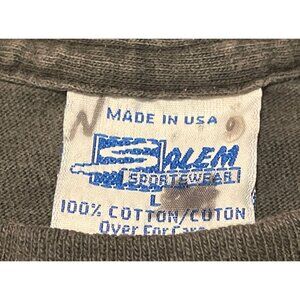 N
MADE IN USA
SALEM
SPORTSWEAR
L
100% COTTON/COTON
Over For Care